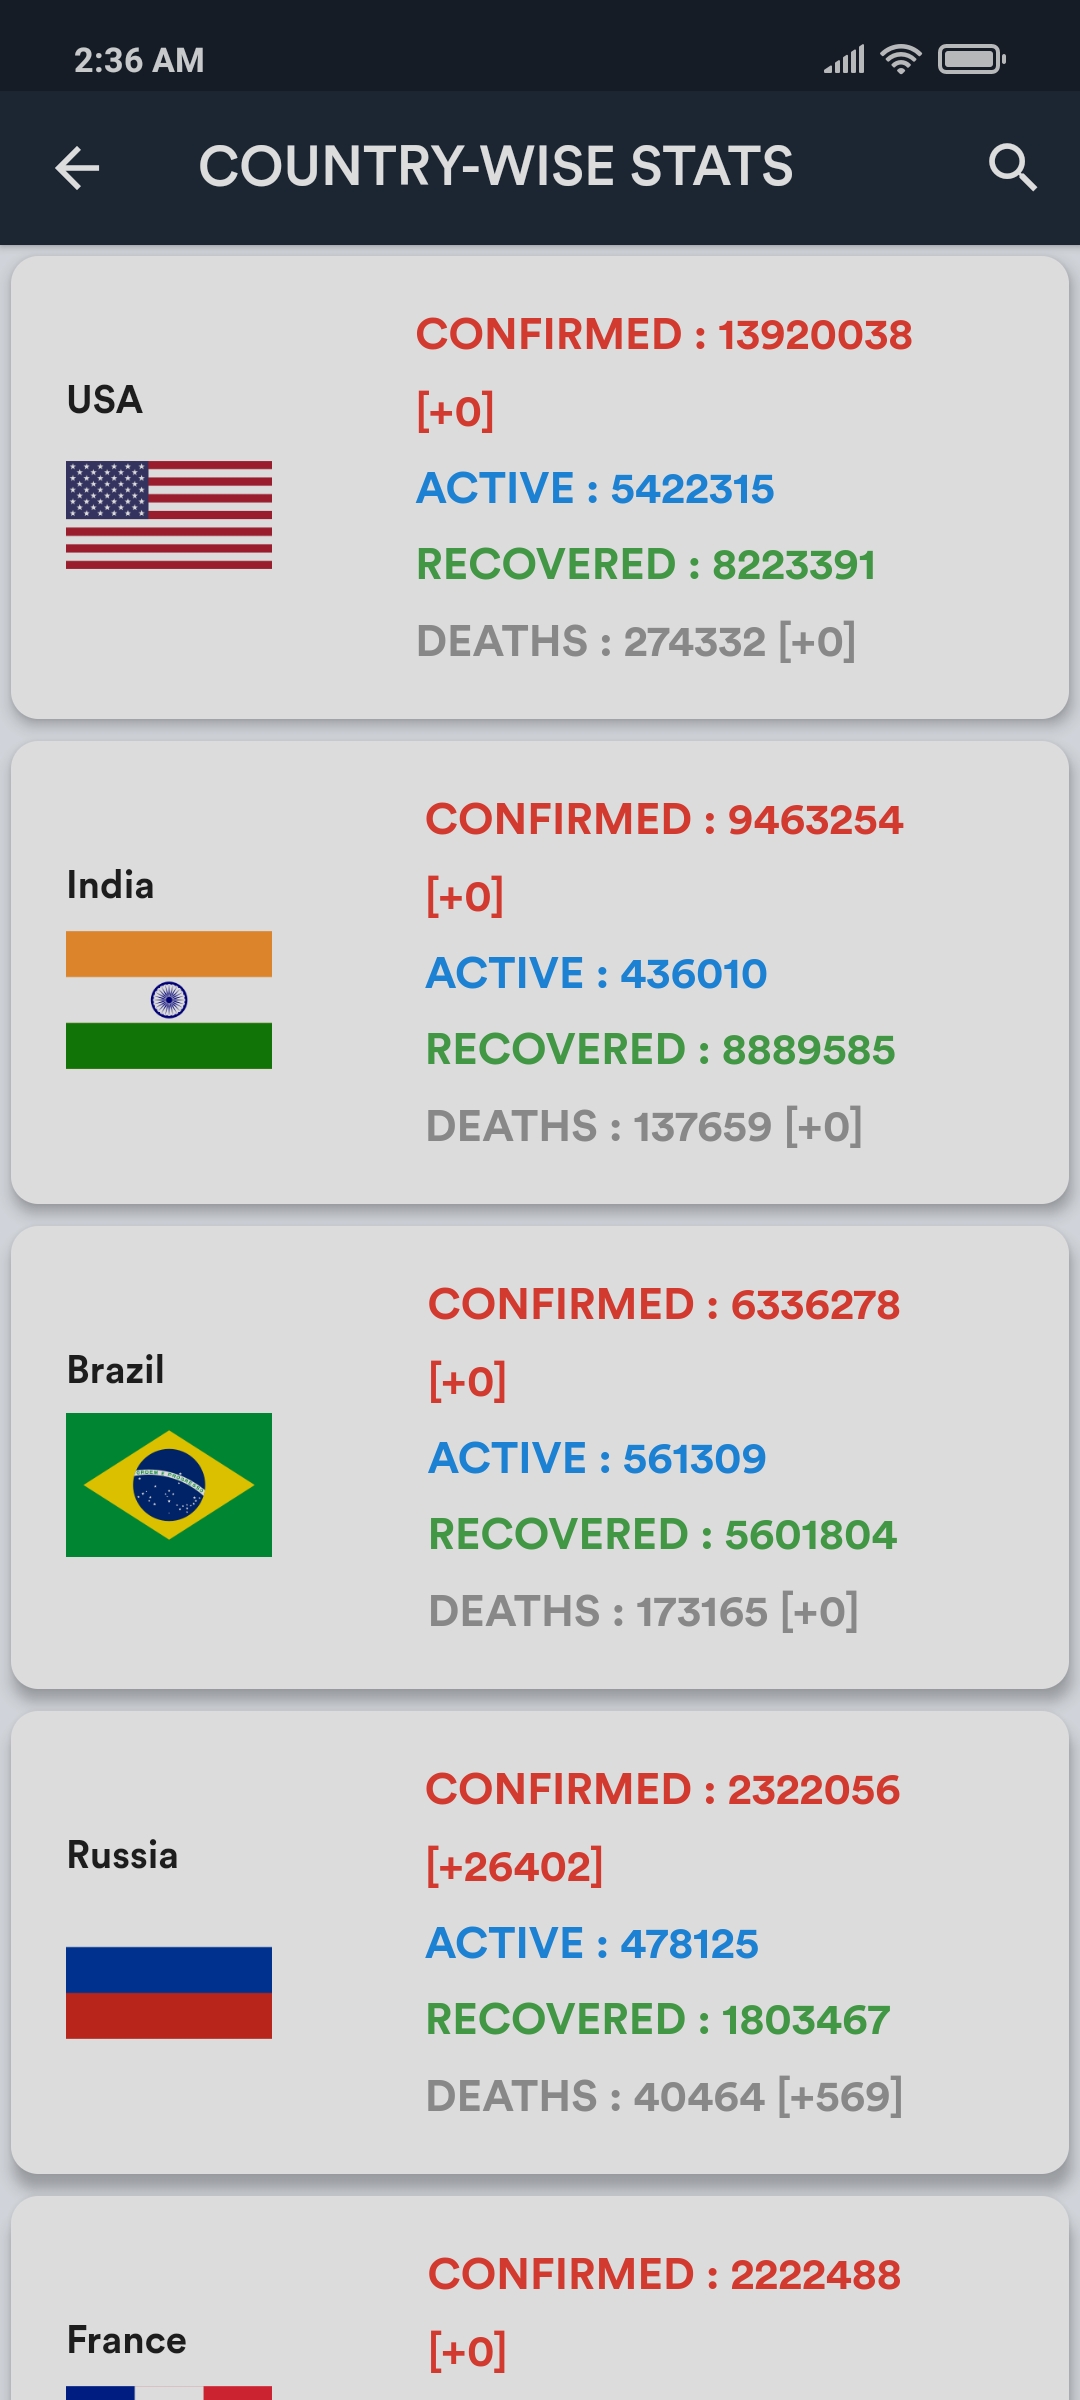 2:36 AM
COUNTRY-WISE STATS
USA
CONFIRMED : 13920038
[+0]
ACTIVE : 5422315
RECOVERED : 8223391
DEATHS : 274332 [+0]
India
CONFIRMED : 9463254
[+0]
ACTIVE : 436010
RECOVERED : 8889585
DEATHS : 137659 [+0]
Brazil
CONFIRMED : 6336278
[+0]
ACTIVE : 561309
RECOVERED : 5601804
DEATHS : 173165 [+0]
Russia
CONFIRMED : 2322056
[+26402]
ACTIVE : 478125
RECOVERED : 1803467
DEATHS : 40464 [+569]
France
CONFIRMED : 2222488
[+0]